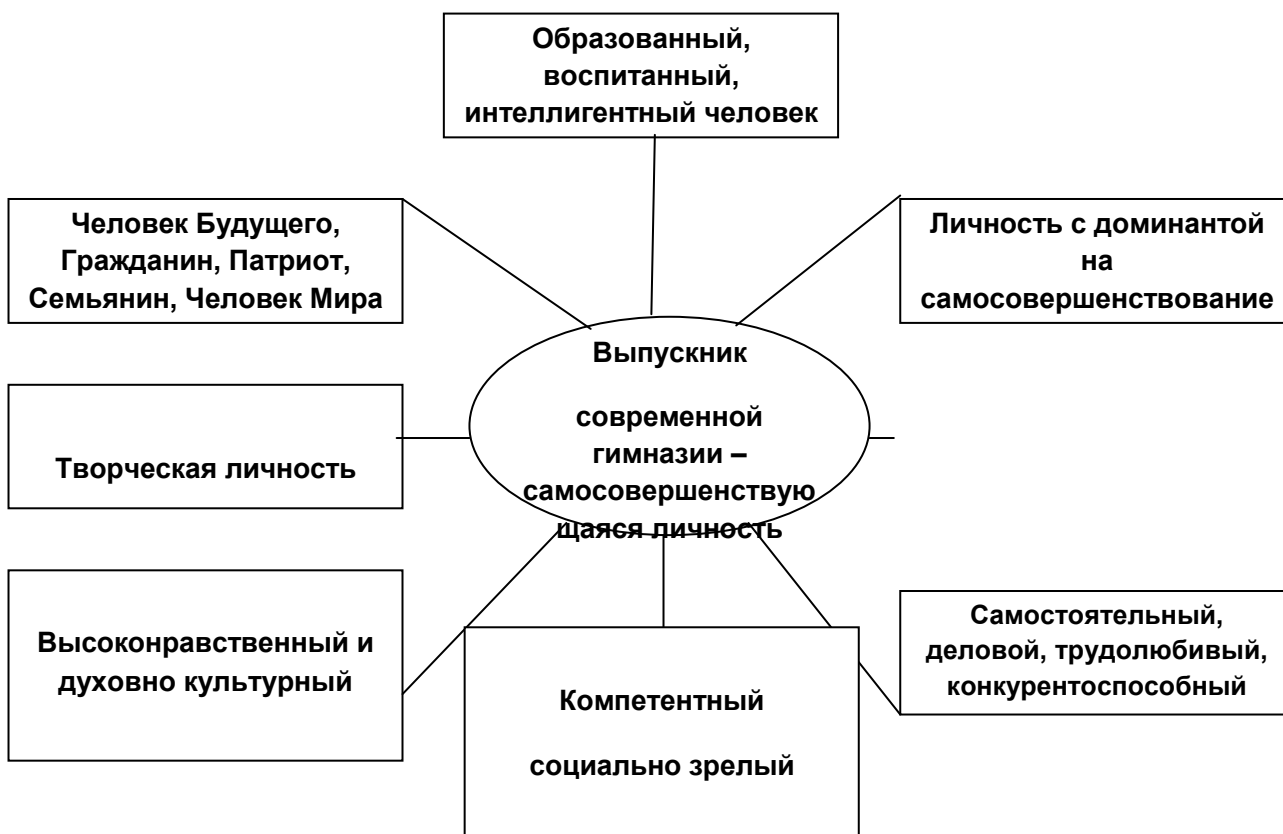 Образованный,
воспитанный,
интеллигентный человек
Человек Будущего,
Гражданин, Патриот,
Семьянин, Человек Мира
Личность с доминантой
на
самосовершенствование
Выпускник
современной
гимназии –
самосовершенствую
щаяся личность
Творческая личность
Высоконравственный и
духовно культурный
Компетентный
социально зрелый
Самостоятельный,
деловой, трудолюбивый,
конкурентоспособный